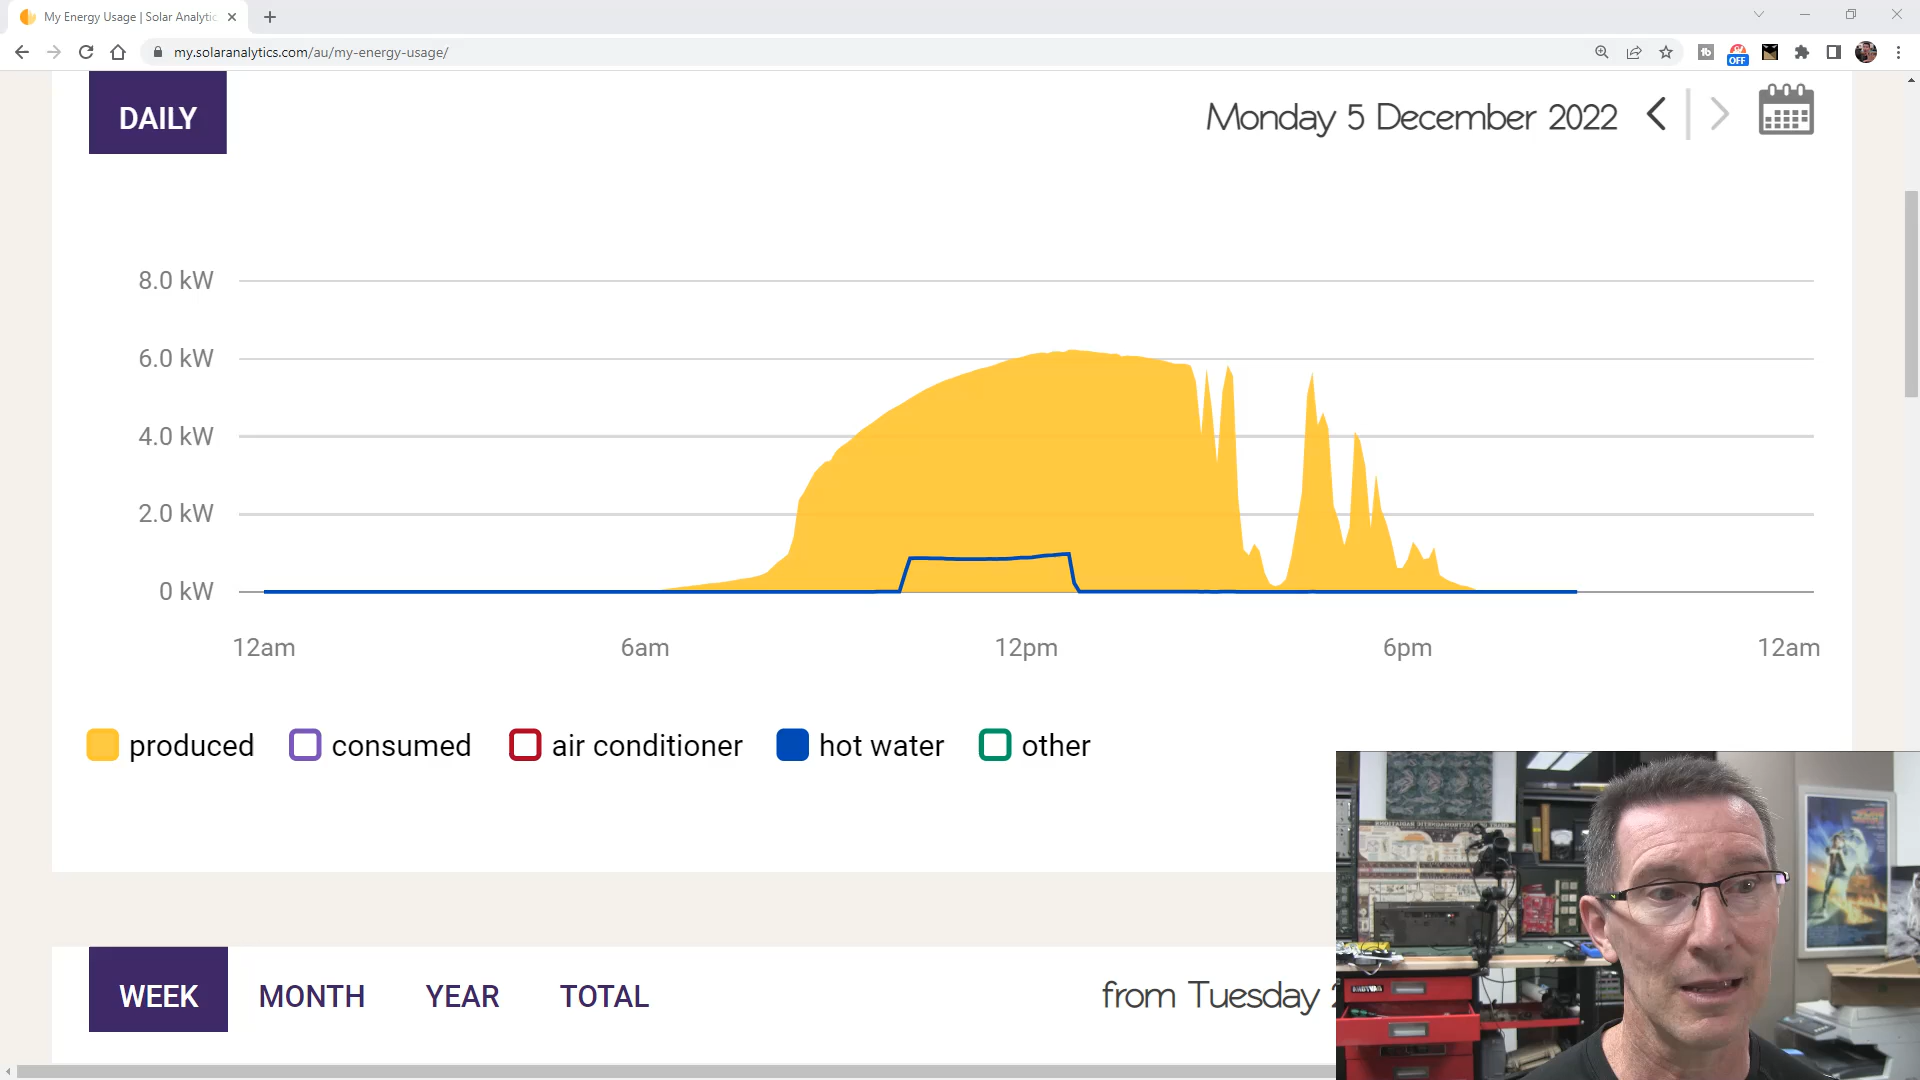 My Energy Usage | Solar Analytic
my.solaranalytics.com/au/my-energy-usage/
OFF
DAILY
Monday 5 December 2022
8.0 kW
6.0 kW
4.0 kW
2.0 kW
0 kW
12am 6am 12pm 6pm 12am
produced consumed air conditioner hot water other
WEEK MONTH YEAR TOTAL
from Tuesday